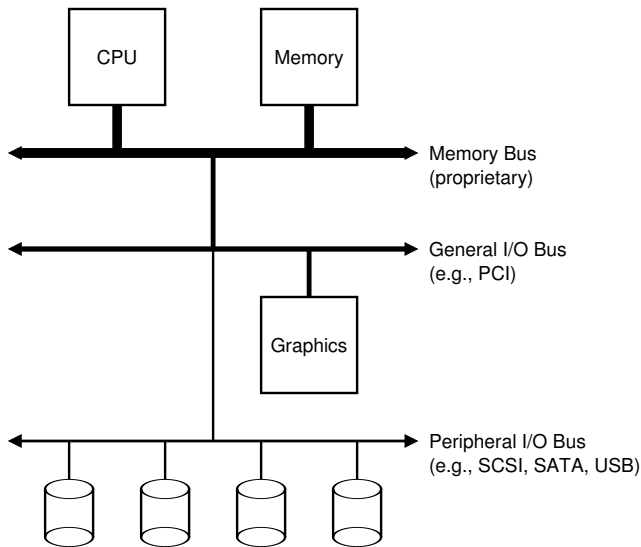 CPU
Memory
Memory Bus
(proprietary)
General I/O Bus
(e.g., PCI)
Graphics
Peripheral I/O Bus
(e.g., SCSI, SATA, USB)